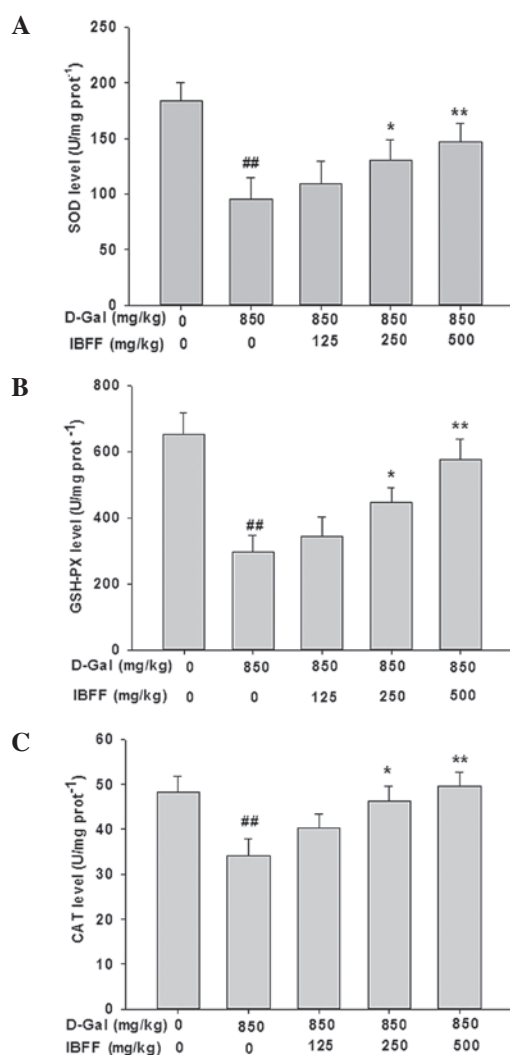 A
SOD level (U/mg prot⁻¹)
250
200
150
100
50
0
##
*
**
D-Gal (mg/kg) 0 850 850 850 850
IBFF (mg/kg) 0 0 125 250 500
B
GSH-PX level (U/mg prot ⁻¹)
800
600
400
200
0
##
*
**
D-Gal (mg/kg) 0 850 850 850 850
IBFF (mg/kg) 0 0 125 250 500
C
CAT level (U/mg prot⁻¹)
60
50
40
30
20
10
0
##
*
**
D-Gal (mg/kg) 0 850 850 850 850
IBFF (mg/kg) 0 0 125 250 500